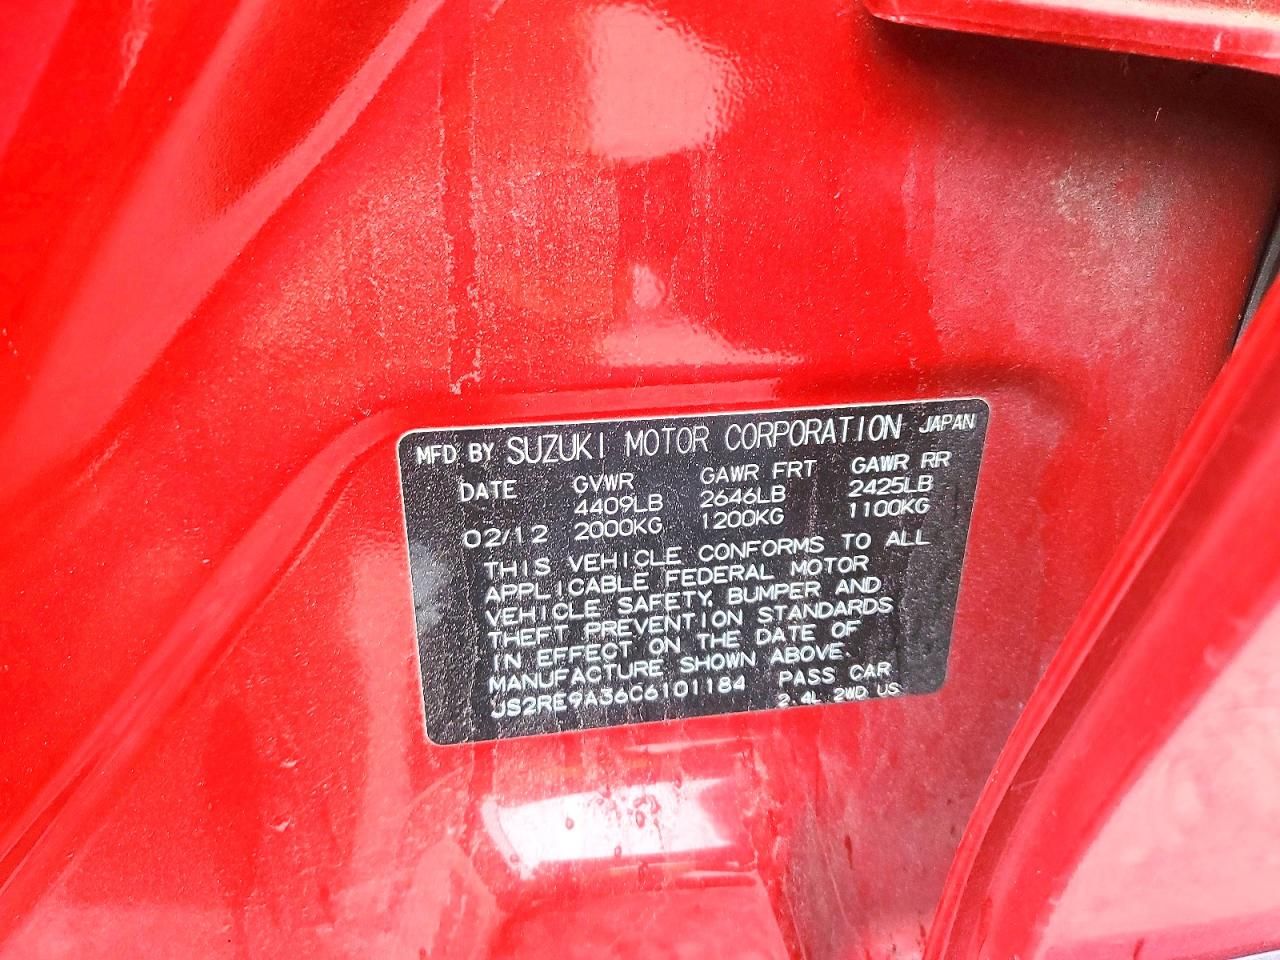 MFD BY SUZUKI MOTOR CORPORATION JAPAN
DATE GVWR GAWR FRT GAWR RR
4409LB 2646LB 2425LB
02/12 2000KG 1200KG 1100KG
THIS VEHICLE CONFORMS TO ALL
APPLICABLE FEDERAL MOTOR
VEHICLE SAFETY, BUMPER AND
THEFT PREVENTION STANDARDS
IN EFFECT ON THE DATE OF
MANUFACTURE SHOWN ABOVE.
JS2RE9A36C6101184 PASS CAR
2.4L 2WD US